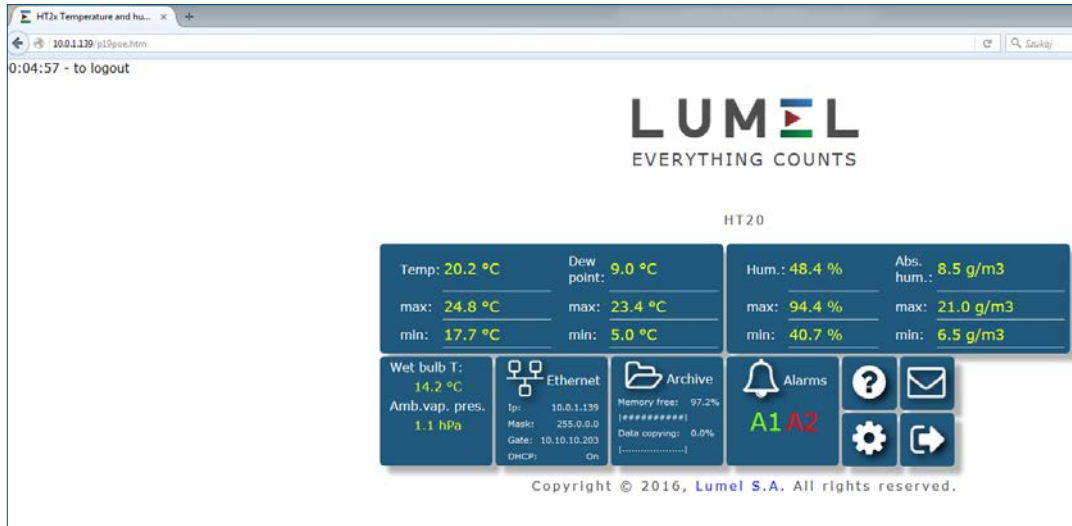 HT2x Temperature and hu... × +
10.0.1.139/p19poe.htm Szukaj
0:04:57 - to logout
LUMEL
EVERYTHING COUNTS
HT20
Temp: 20.2 °C Dew point: 9.0 °C Hum.: 48.4 % Abs. hum.: 8.5 g/m3
max: 24.8 °C max: 23.4 °C max: 94.4 % max: 21.0 g/m3
min: 17.7 °C min: 5.0 °C min: 40.7 % min: 6.5 g/m3
Wet bulb T:
14.2 °C
Amb.vap. pres.
1.1 hPa
Ethernet
Ip: 10.0.1.139
Mask: 255.0.0.0
Gate: 10.10.10.203
DHCP: On
Archive
Memory free: 97.2%
|##########|
Data copying: 0.0%
|....................|
Alarms
A1 A2
?
Copyright © 2016, Lumel S.A. All rights reserved.